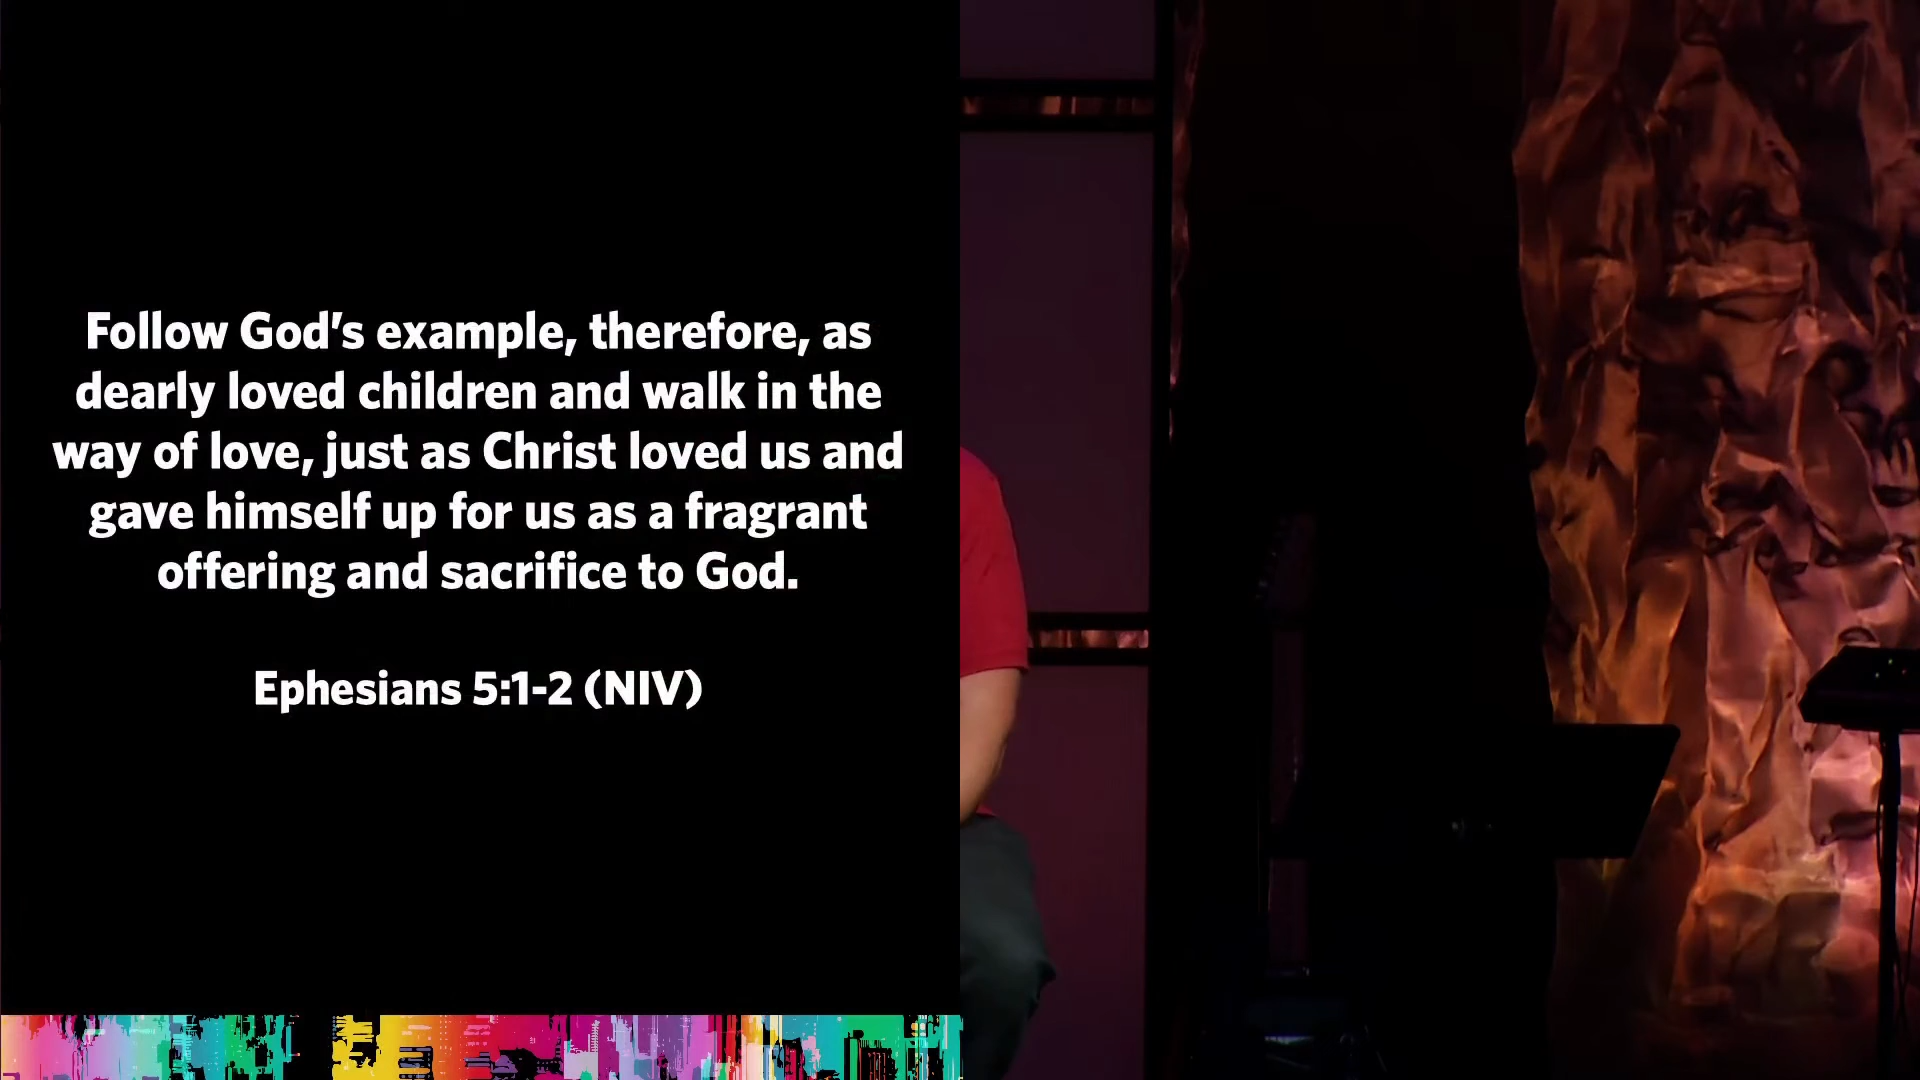 Follow God’s example, therefore, as
dearly loved children and walk in the
way of love, just as Christ loved us and
gave himself up for us as a fragrant
offering and sacrifice to God.
Ephesians 5:1-2 (NIV)